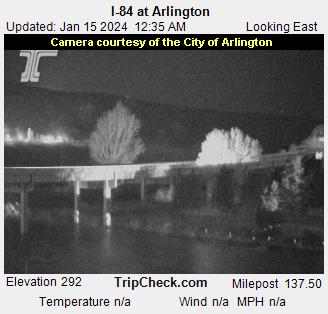 I-84 at Arlington
Updated: Jan 15 2024 12:35 AM Looking East
Camera courtesy of the City of Arlington
Elevation 292 TripCheck.com Milepost 137.50
Temperature n/a Wind n/a MPH n/a